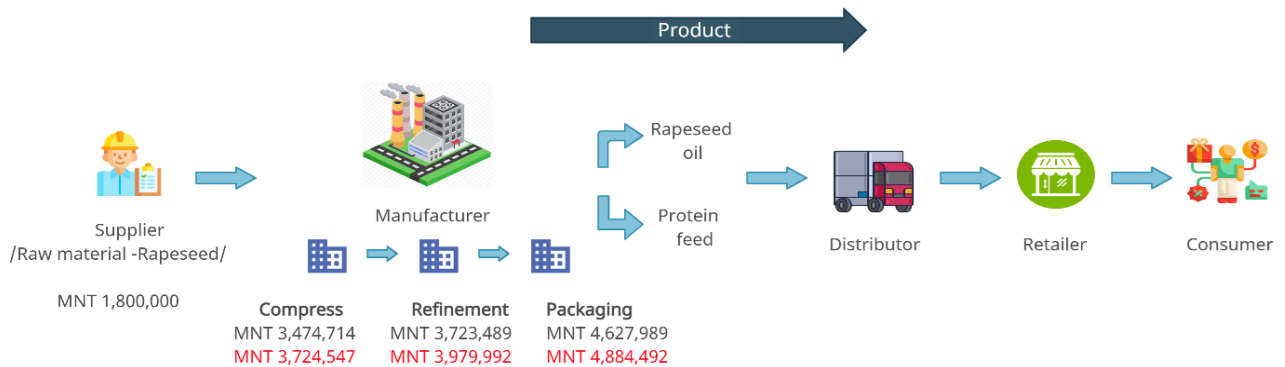 Product
Supplier
/Raw material -Rapeseed/
MNT 1,800,000
Manufacturer
Compress
MNT 3,474,714
MNT 3,724,547
Refinement
MNT 3,723,489
MNT 3,979,992
Packaging
MNT 4,627,989
MNT 4,884,492
Rapeseed
oil
Protein
feed
Distributor
Retailer
Consumer